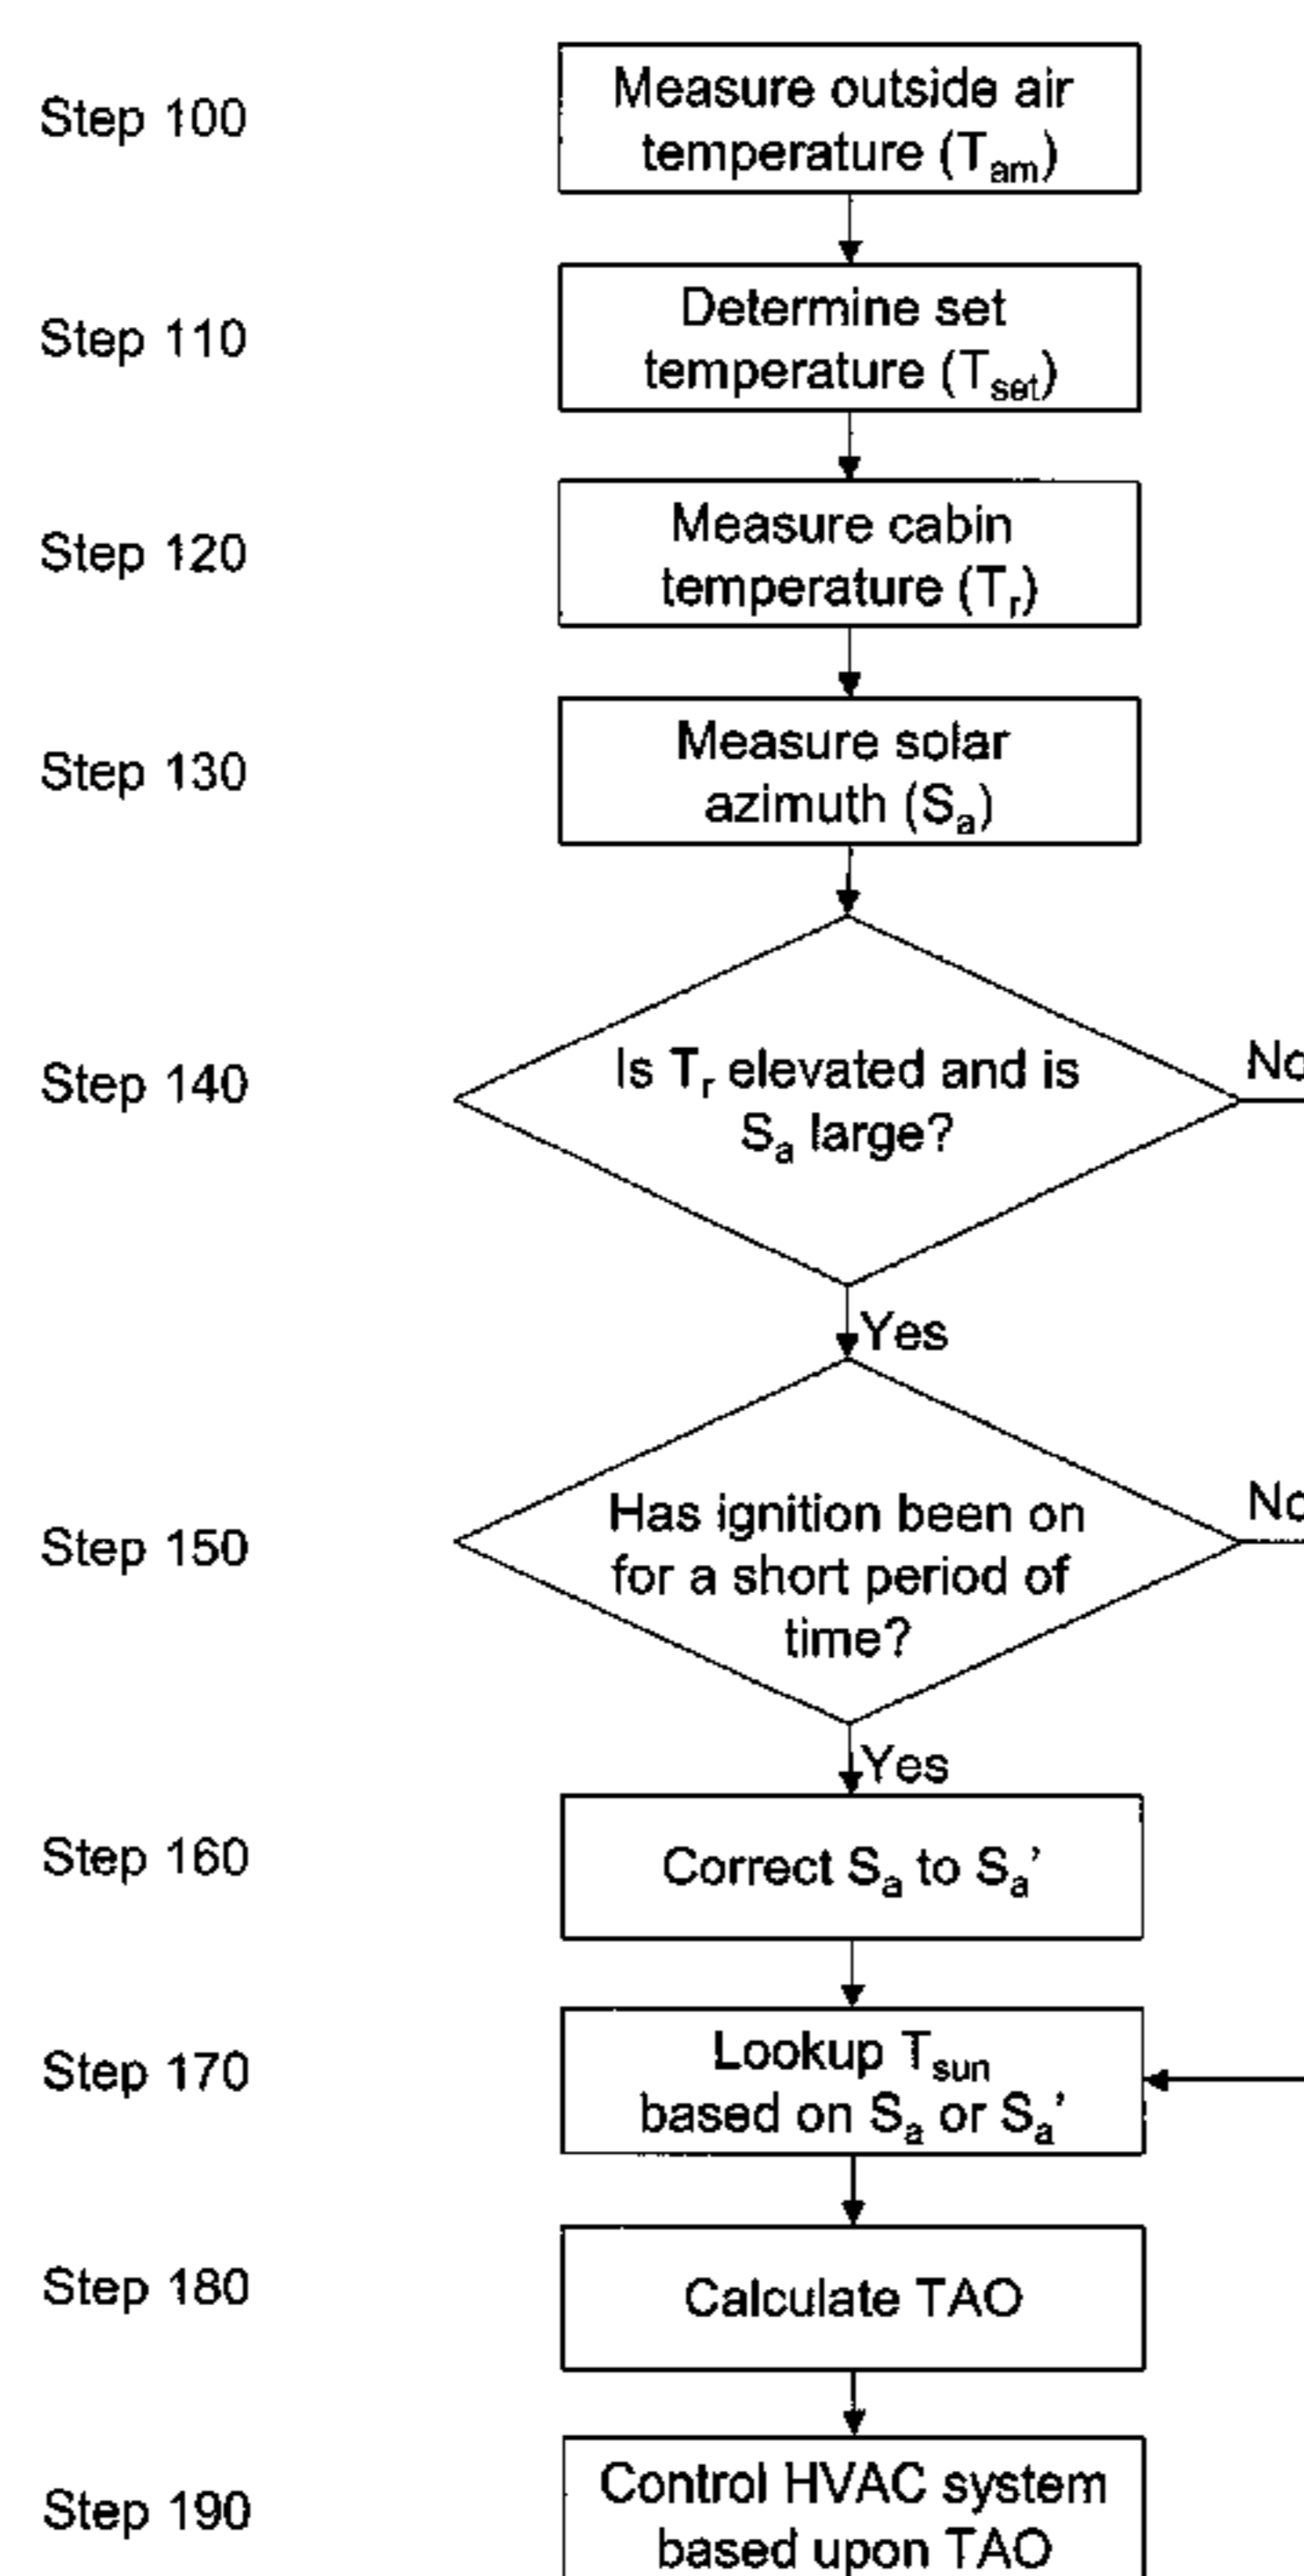 Step 100
Measure outside air
temperature (Tam)
Step 110
Determine set
temperature (Tset)
Step 120
Measure cabin
temperature (Tr)
Step 130
Measure solar
azimuth (Sa)
Step 140
Is Tr elevated and is
Sa large?
No
Yes
Step 150
Has ignition been on
for a short period of
time?
No
Yes
Step 160
Correct Sa to Sa’
Step 170
Lookup Tsun
based on Sa or Sa’
Step 180
Calculate TAO
Step 190
Control HVAC system
based upon TAO